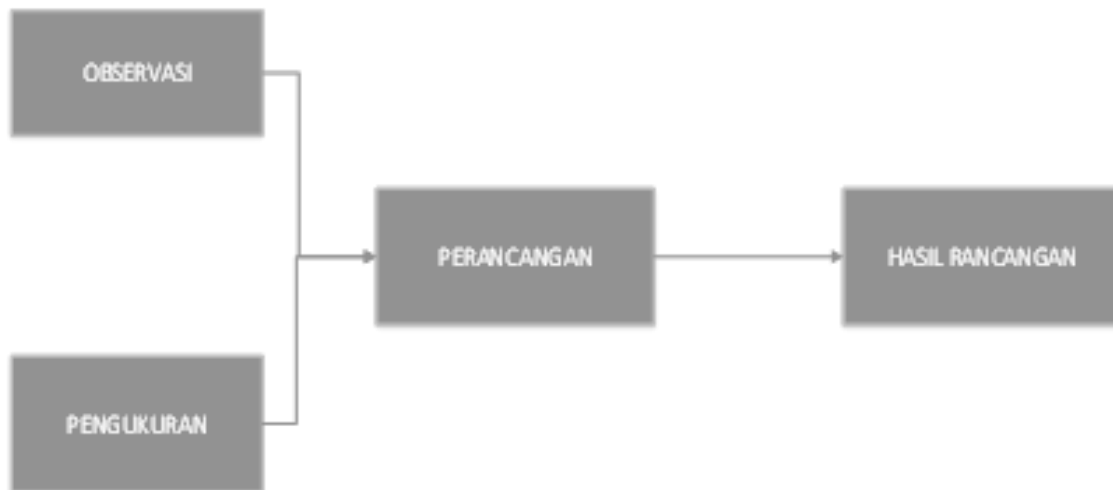 OBSERVASI
PERANCANGAN
HASIL RANCANGAN
PENGUKURAN